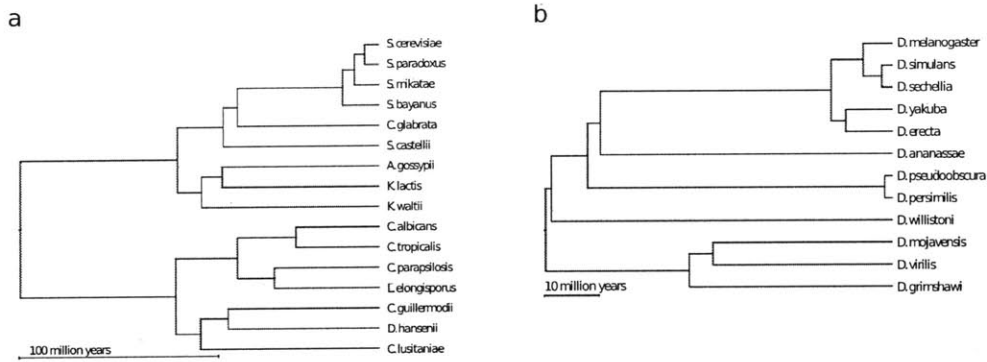 a
S. cerevisiae
S. paradoxus
S. mikatae
S. bayanus
C. glabrata
S. castellii
A. gossypii
K. lactis
K. waltii
C. albicans
C. tropicalis
C. parapsilosis
L. elongisporus
C. guillermodii
D. hansenii
C. lusitaniae
100 million years
b
D. melanogaster
D. simulans
D. sechellia
D. yakuba
D. erecta
D. ananassae
D. pseudoobscura
D. persimilis
D. willistoni
D. mojavensis
D. virilis
D. grimshawi
10 million years